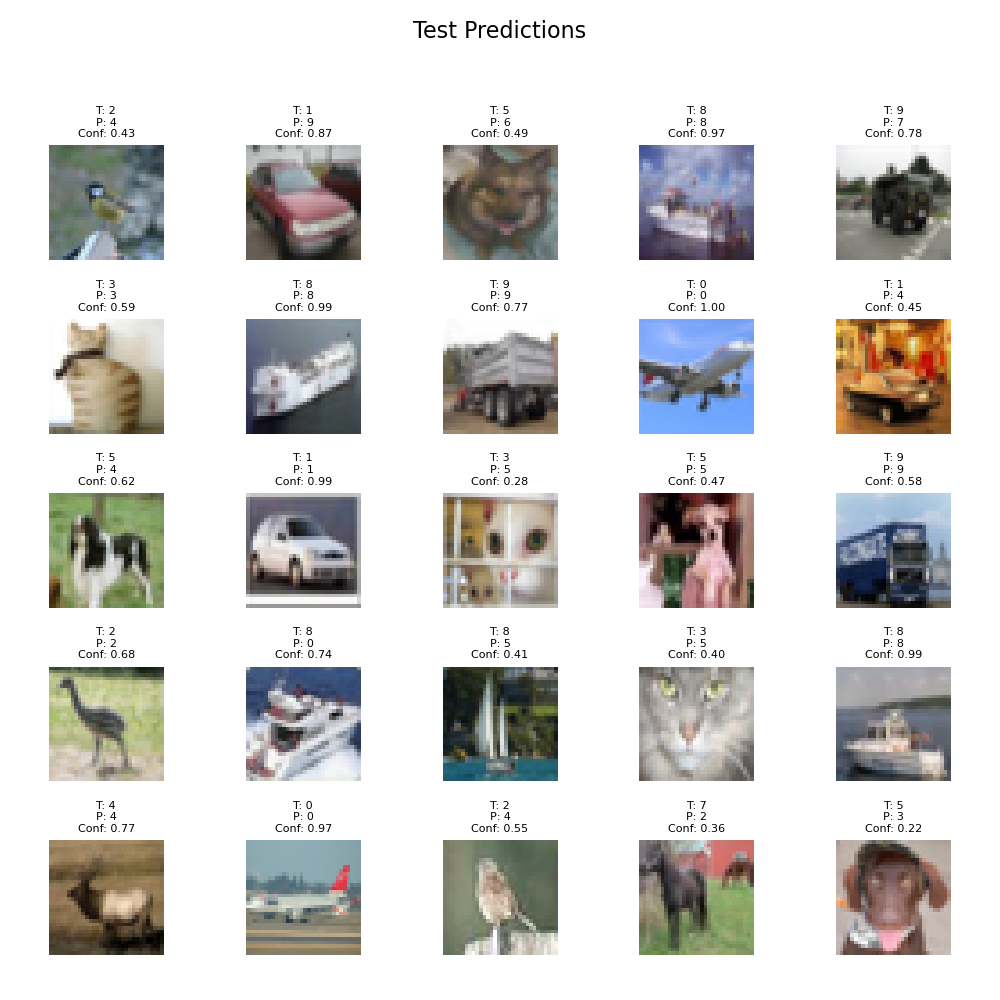 Test Predictions
T: 2
P: 4
Conf: 0.43
T: 1
P: 9
Conf: 0.87
T: 5
P: 6
Conf: 0.49
T: 8
P: 8
Conf: 0.97
T: 9
P: 7
Conf: 0.78
T: 3
P: 3
Conf: 0.59
T: 8
P: 8
Conf: 0.99
T: 9
P: 9
Conf: 0.77
T: 0
P: 0
Conf: 1.00
T: 1
P: 4
Conf: 0.45
T: 5
P: 4
Conf: 0.62
T: 1
P: 1
Conf: 0.99
T: 3
P: 5
Conf: 0.28
T: 5
P: 5
Conf: 0.47
T: 9
P: 9
Conf: 0.58
T: 2
P: 2
Conf: 0.68
T: 8
P: 0
Conf: 0.74
T: 8
P: 5
Conf: 0.41
T: 3
P: 5
Conf: 0.40
T: 8
P: 8
Conf: 0.99
T: 4
P: 4
Conf: 0.77
T: 0
P: 0
Conf: 0.97
T: 2
P: 4
Conf: 0.55
T: 7
P: 2
Conf: 0.36
T: 5
P: 3
Conf: 0.22